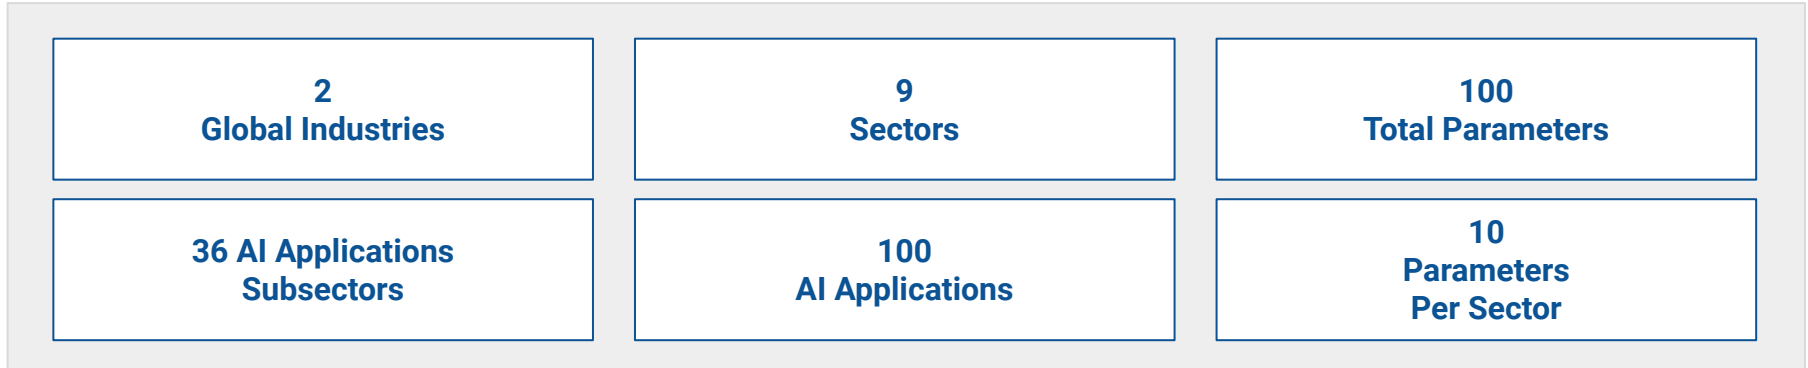 2
Global Industries
9
Sectors
100
Total Parameters
36 AI Applications
Subsectors
100
AI Applications
10
Parameters
Per Sector